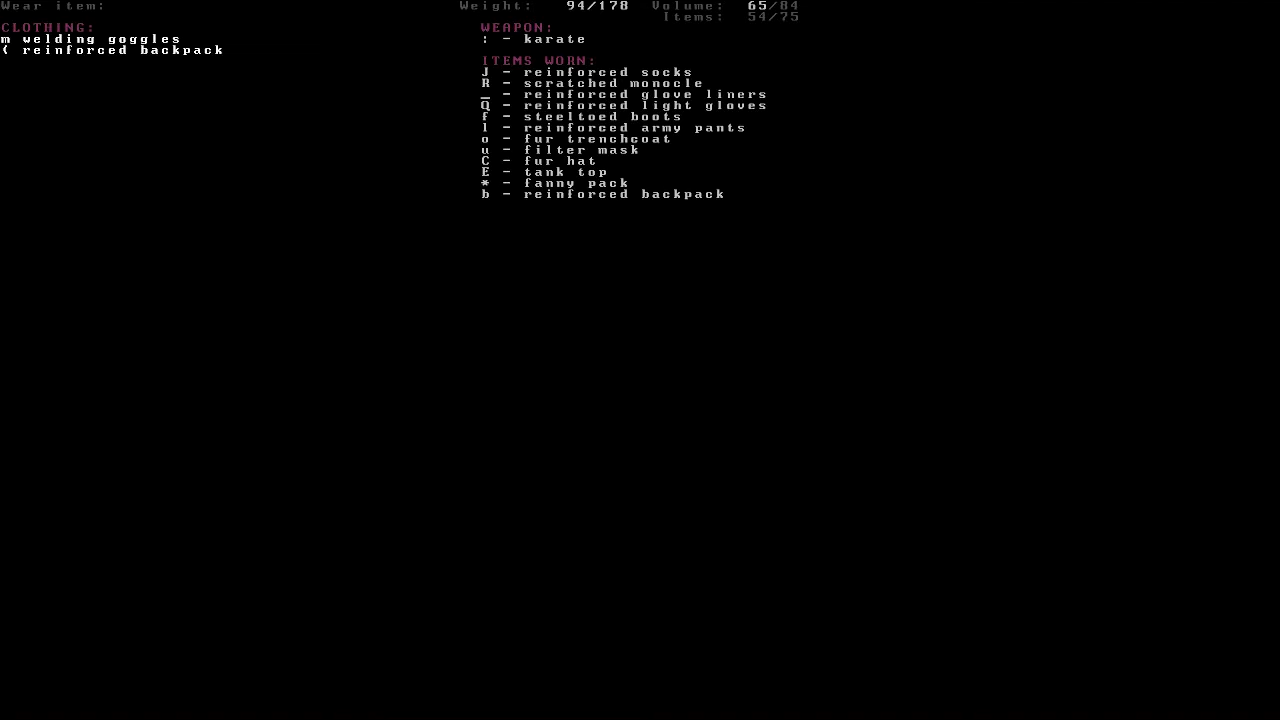 Wear item:
Weight: 94/178 Volume: 65/84
Items: 54/75
CLOTHING:
m welding goggles
( reinforced backpack
WEAPON:
: - karate
ITEMS WORN:
J - reinforced socks
R - scratched monocle
_ - reinforced glove liners
Q - reinforced light gloves
f - steeltoed boots
l - reinforced army pants
o - fur trenchcoat
u - filter mask
C - fur hat
E - tank top
* - fanny pack
b - reinforced backpack